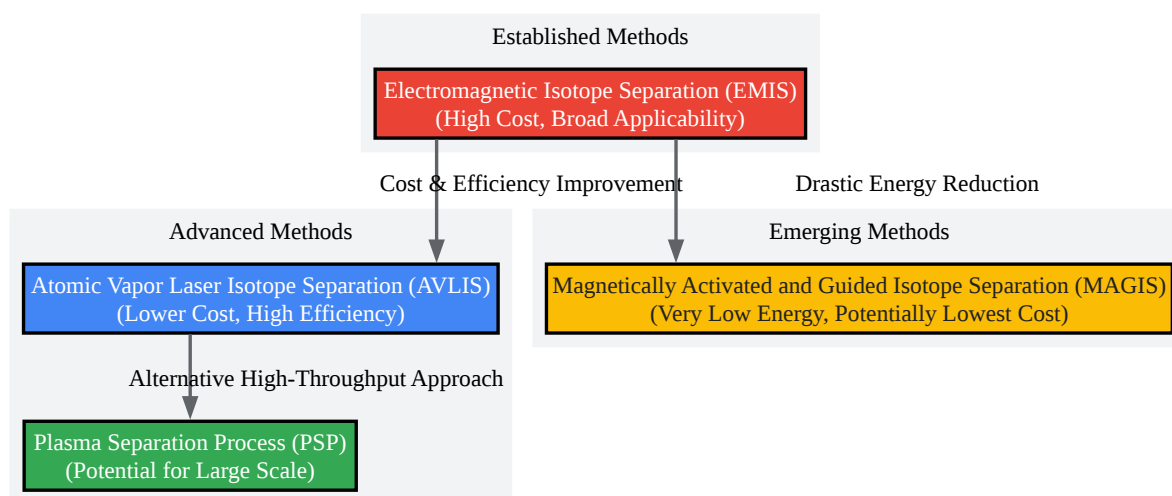 Established Methods
Electromagnetic Isotope Separation (EMIS)
(High Cost, Broad Applicability)
Cost & Efficiency Improvement
Drastic Energy Reduction
Advanced Methods
Emerging Methods
Atomic Vapor Laser Isotope Separation (AVLIS)
(Lower Cost, High Efficiency)
Magnetically Activated and Guided Isotope Separation (MAGIS)
(Very Low Energy, Potentially Lowest Cost)
Alternative High-Throughput Approach
Plasma Separation Process (PSP)
(Potential for Large Scale)